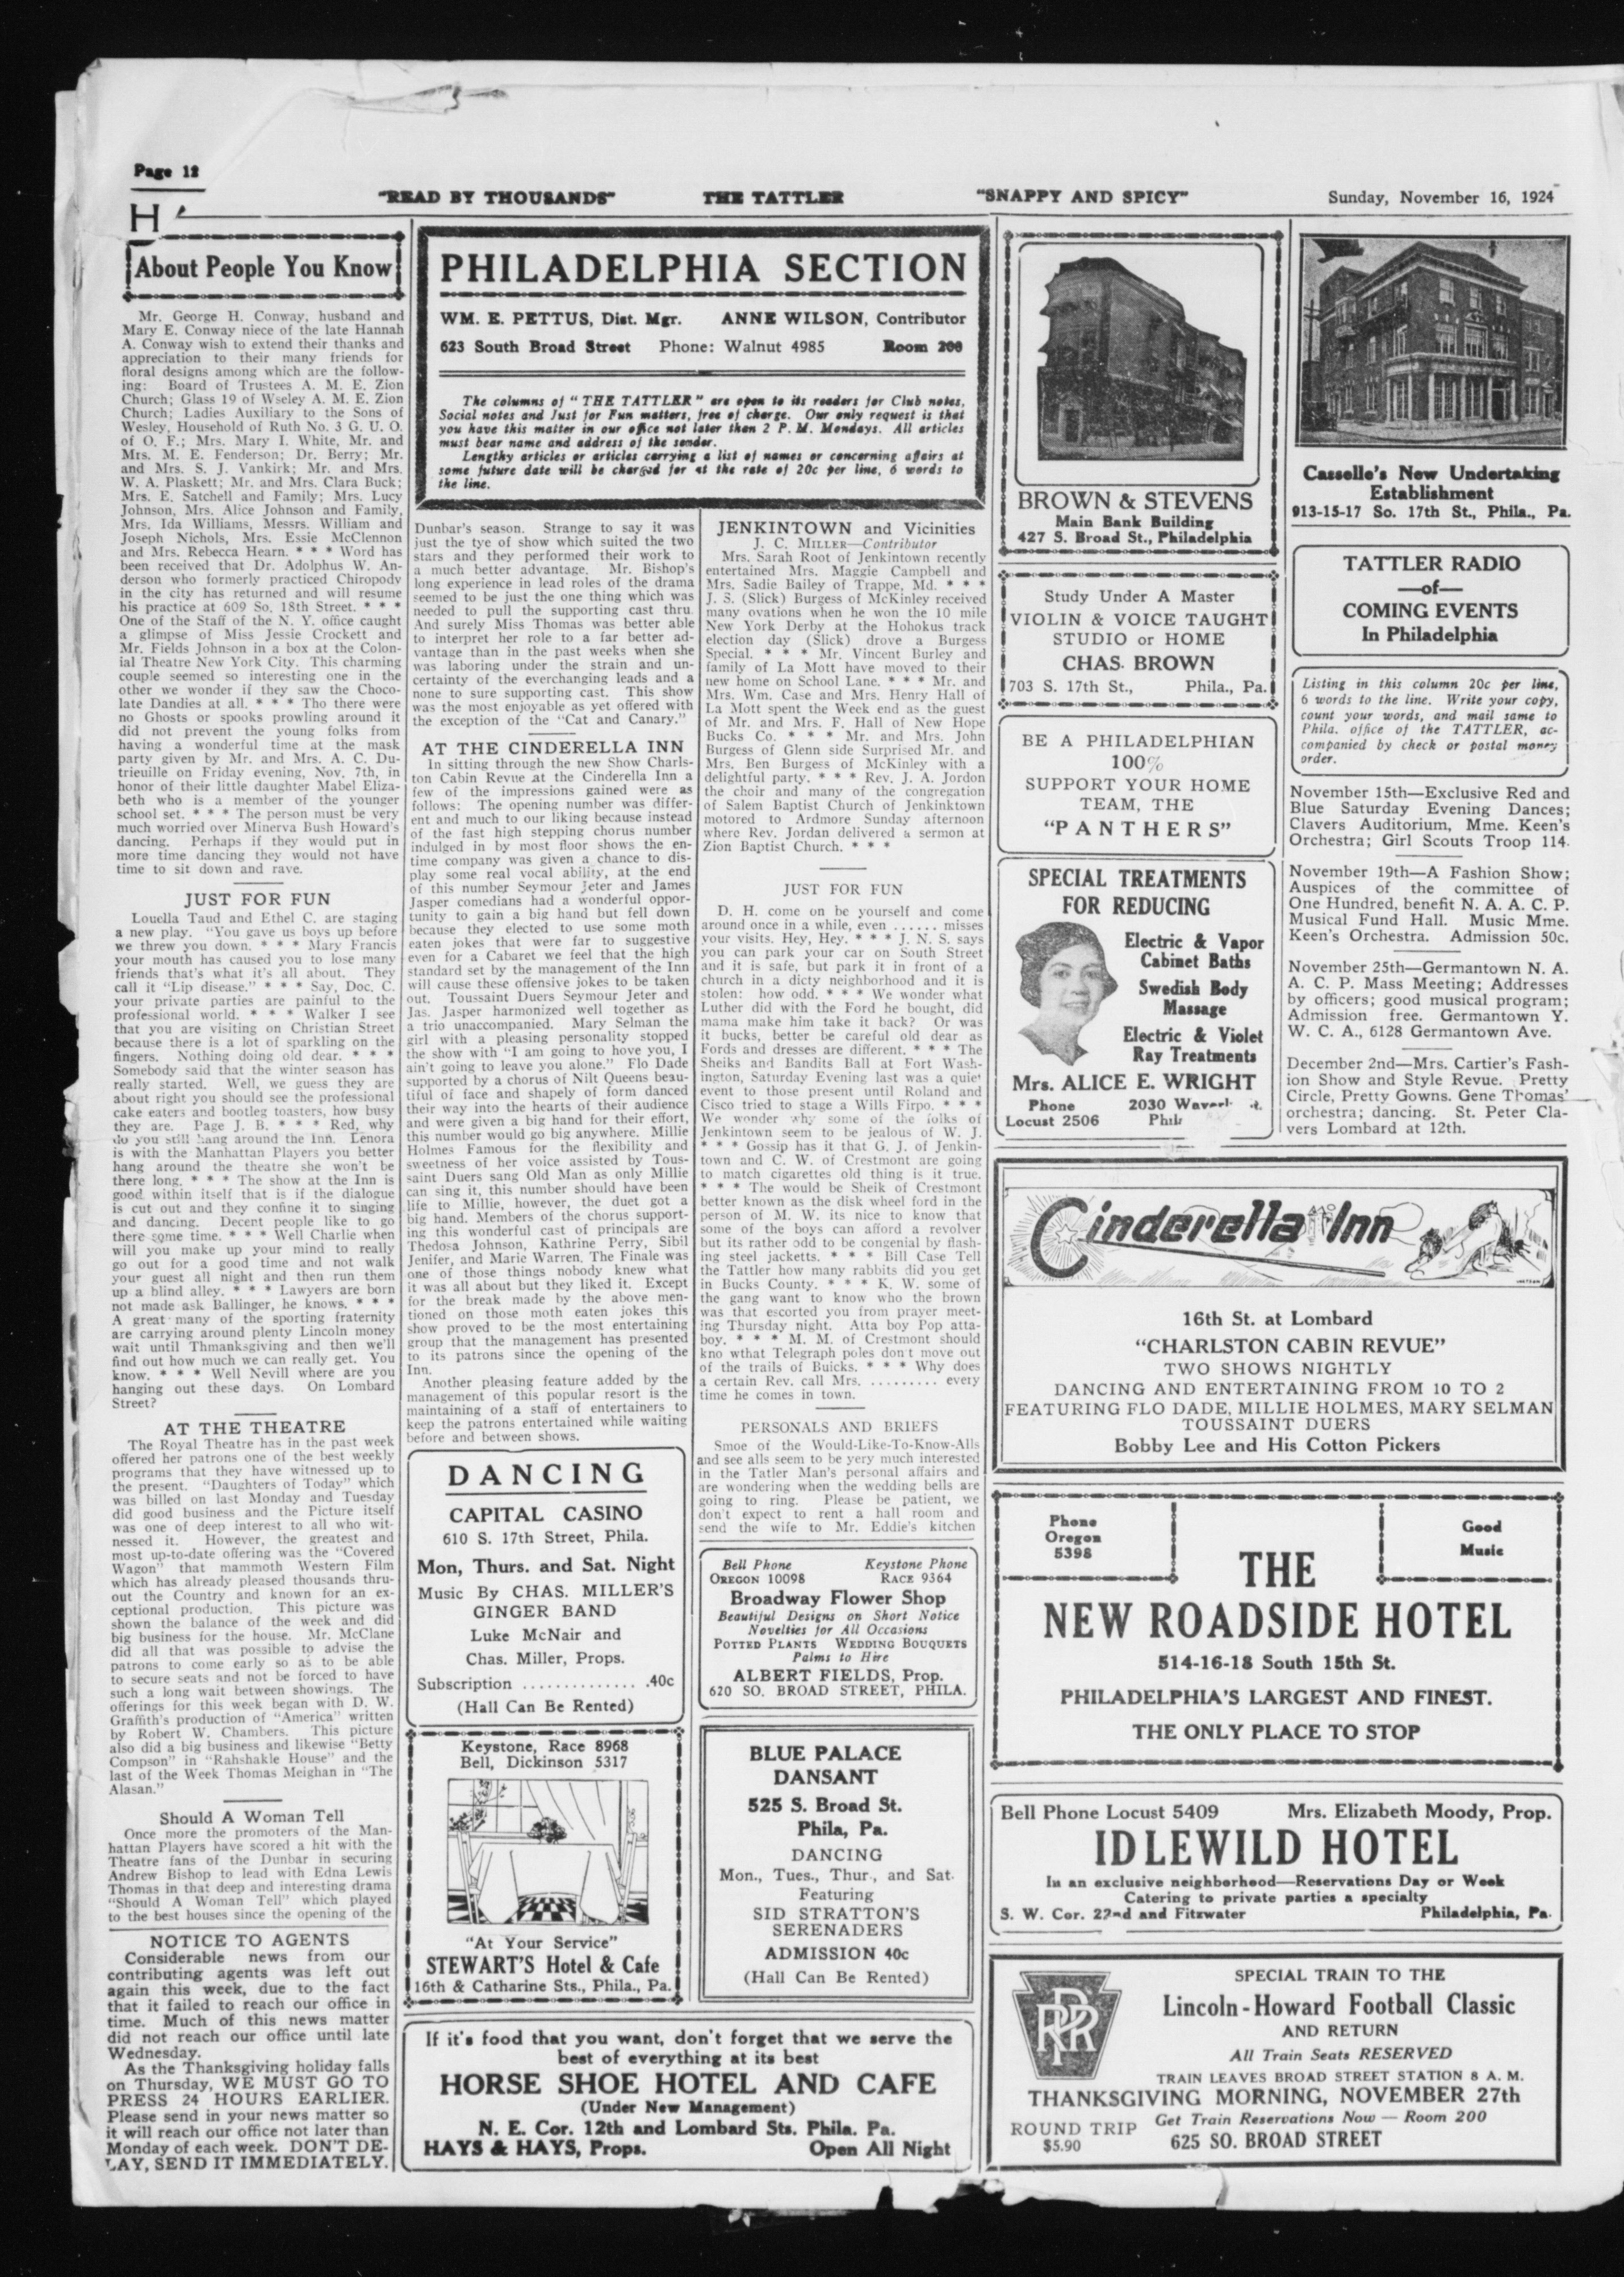 Page 12
"READ BY THOUSANDS" THE TATTLER "SNAPPY AND SPICY" Sunday, November 16, 1924
H
About People You Know
Mr. George H. Conway, husband and
Mary E. Conway niece of the late Hannah
A. Conway wish to extend their thanks and
appreciation to their many friends for
floral designs among which are the follow-
ing: Board of Trustees A. M. E. Zion
Church; Glass 19 of Wseley A. M. E. Zion
Church; Ladies Auxiliary to the Sons of
Wesley, Household of Ruth No. 3 G. U. O.
of O. F.; Mrs. Mary I. White, Mr. and
Mrs. M. E. Fenderson; Dr. Berry; Mr.
and Mrs. S. J. Vankirk; Mr. and Mrs.
W. A. Plaskett; Mr. and Mrs. Clara Buck;
Mrs. E. Satchell and Family; Mrs. Lucy
Johnson, Mrs. Alice Johnson and Family,
Mrs. Ida Williams, Messrs. William and
Joseph Nichols, Mrs. Essie McClennon
and Mrs. Rebecca Hearn. * * * Word has
been received that Dr. Adolphus W. An-
derson who formerly practiced Chiropody
in the city has returned and will resume
his practice at 609 So. 18th Street. * * *
One of the Staff of the N. Y. office caught
a glimpse of Miss Jessie Crockett and
Mr. Fields Johnson in a box at the Colon-
ial Theatre New York City. This charming
couple seemed so interesting one in the
other we wonder if they saw the Choco-
late Dandies at all. * * * Tho there were
no Ghosts or spooks prowling around it
did not prevent the young folks from
having a wonderful time at the mask
party given by Mr. and Mrs. A. C. Du-
trieuille on Friday evening, Nov. 7th, in
honor of their little daughter Mabel Eliza-
beth who is a member of the younger
school set. * * * The person must be very
much worried over Minerva Bush Howard's
dancing. Perhaps if they would put in
more time dancing they would not have
time to sit down and rave.
JUST FOR FUN
Louella Taud and Ethel C. are staging
a new play. "You gave us boys up before
we threw you down. * * * Mary Francis
your mouth has caused you to lose many
friends that's what it's all about. They
call it "Lip disease." * * * Say, Doc. C.
your private parties are painful to the
professional world. * * * Walker I see
that you are visiting on Christian Street
because there is a lot of sparkling on the
fingers. Nothing doing old dear. * * *
Somebody said that the winter season has
really started. Well, we guess they are
about right you should see the professional
cake eaters and bootleg toasters, how busy
they are. Page J. B. * * * Red, why
do you still hang around the Inn. Lenora
is with the Manhattan Players you better
hang around the theatre she won't be
there long. * * * The show at the Inn is
good within itself that is if the dialogue
is cut out and they confine it to singing
and dancing. Decent people like to go
there some time. * * * Well Charlie when
will you make up your mind to really
go out for a good time and not walk
your guest all night and then run them
up a blind alley. * * * Lawyers are born
not made ask Ballinger, he knows. * * *
A great many of the sporting fraternity
are carrying around plenty Lincoln money
wait until Thmanksgiving and then we'll
find out how much we can really get. You
know. * * * Well Nevill where are you
hanging out these days. On Lombard
Street?
AT THE THEATRE
The Royal Theatre has in the past week
offered her patrons one of the best weekly
programs that they have witnessed up to
the present. "Daughters of Today" which
was billed on last Monday and Tuesday
did good business and the Picture itself
was one of deep interest to all who wit-
nessed it. However, the greatest and
most up-to-date offering was the "Covered
Wagon" that mammoth Western Film
which has already pleased thousands thru-
out the Country and known for an ex-
ceptional production. This picture was
shown the balance of the week and did
big business for the house. Mr. McClane
did all that was possible to advise the
patrons to come early so as to be able
to secure seats and not be forced to have
such a long wait between showings. The
offerings for this week began with D. W.
Graffith's production of "America" written
by Robert W. Chambers. This picture
also did a big business and likewise "Betty
Compson" in "Rahshakle House" and the
last of the Week Thomas Meighan in "The
Alasan."
Should A Woman Tell
Once more the promoters of the Man-
hattan Players have scored a hit with the
Theatre fans of the Dunbar in securing
Andrew Bishop to lead with Edna Lewis
Thomas in that deep and interesting drama
"Should A Woman Tell" which played
to the best houses since the opening of the
NOTICE TO AGENTS
Considerable news from our
contributing agents was left out
again this week, due to the fact
that it failed to reach our office in
time. Much of this news matter
did not reach our office until late
Wednesday.
As the Thanksgiving holiday falls
on Thursday, WE MUST GO TO
PRESS 24 HOURS EARLIER.
Please send in your news matter so
it will reach our office not later than
Monday of each week. DON'T DE-
LAY, SEND IT IMMEDIATELY.
PHILADELPHIA SECTION
WM. E. PETTUS, Dist. Mgr. ANNE WILSON, Contributor
623 South Broad Street Phone: Walnut 4985 Room 200
The columns of "THE TATTLER" are open to its readers for Club notes,
Social notes and Just for Fun matters, free of charge. Our only request is that
you have this matter in our office not later than 2 P. M. Mondays. All articles
must bear name and address of the sender.
Lengthy articles or articles carrying a list of names or concerning affairs at
some future date will be charged for at the rate of 20c per line, 6 words to
the line.
Dunbar's season. Strange to say it was
just the tye of show which suited the two
stars and they performed their work to
a much better advantage. Mr. Bishop's
long experience in lead roles of the drama
seemed to be just the one thing which was
needed to pull the supporting cast thru.
And surely Miss Thomas was better able
to interpret her role to a far better ad-
vantage than in the past weeks when she
was laboring under the strain and un-
certainty of the everchanging leads and a
none to sure supporting cast. This show
was the most enjoyable as yet offered with
the exception of the "Cat and Canary."
AT THE CINDERELLA INN
In sitting through the new Show Charls-
ton Cabin Revue at the Cinderella Inn a
few of the impressions gained were as
follows: The opening number was differ-
ent and much to our liking because instead
of the fast high stepping chorus number
indulged in by most floor shows the en-
time company was given a chance to dis-
play some real vocal ability, at the end
of this number Seymour Jeter and James
Jasper comedians had a wonderful oppor-
tunity to gain a big hand but fell down
because they elected to use some moth
eaten jokes that were far to suggestive
even for a Cabaret we feel that the high
standard set by the management of the Inn
will cause these offensive jokes to be taken
out. Toussaint Duers Seymour Jeter and
Jas. Jasper harmonized well together as
a trio unaccompanied. Mary Selman the
girl with a pleasing personality stopped
the show with "I am going to hove you, I
ain't going to leave you alone." Flo Dade
supported by a chorus of Nilt Queens beau-
tiful of face and shapely of form danced
their way into the hearts of their audience
and were given a big hand for their effort,
this number would go big anywhere. Millie
Holmes Famous for the flexibility and
sweetness of her voice assisted by Tous-
saint Duers sang Old Man as only Millie
can sing it, this number should have been
life to Millie, however, the duet got a
big hand. Members of the chorus support-
ing this wonderful cast of principals are
Thedosa Johnson, Kathrine Perry, Sibil
Jenifer, and Marie Warren. The Finale was
one of those things nobody knew what
it was all about but they liked it. Except
for the break made by the above men-
tioned on those moth eaten jokes this
show proved to be the most entertaining
group that the management has presented
to its patrons since the opening of the
Inn.
Another pleasing feature added by the
management of this popular resort is the
maintaining of a staff of entertainers to
keep the patrons entertained while waiting
before and between shows.
DANCING
CAPITAL CASINO
610 S. 17th Street, Phila.
Mon, Thurs. and Sat. Night
Music By CHAS. MILLER'S
GINGER BAND
Luke McNair and
Chas. Miller, Props.
Subscription .............. .40c
(Hall Can Be Rented)
Keystone, Race 8968
Bell, Dickinson 5317
"At Your Service"
STEWART'S Hotel & Cafe
16th & Catharine Sts., Phila., Pa.
JENKINTOWN and Vicinities
J. C. MILLER—Contributor
Mrs. Sarah Root of Jenkintown recently
entertained Mrs. Maggie Campbell and
Mrs. Sadie Bailey of Trappe, Md. * * *
J. S. (Slick) Burgess of McKinley received
many ovations when he won the 10 mile
New York Derby at the Hohokus track
election day (Slick) drove a Burgess
Special. * * * Mr. Vincent Burley and
family of La Mott have moved to their
new home on School Lane. * * * Mr. and
Mrs. Wm. Case and Mrs. Henry Hall of
La Mott spent the Week end as the guest
of Mr. and Mrs. F. Hall of New Hope
Bucks Co. * * * Mr. and Mrs. John
Burgess of Glenn side Surprised Mr. and
Mrs. Ben Burgess of McKinley with a
delightful party. * * * Rev. J. A. Jordon
the choir and many of the congregation
of Salem Baptist Church of Jenkinktown
motored to Ardmore Sunday afternoon
where Rev. Jordan delivered a sermon at
Zion Baptist Church. * * *
JUST FOR FUN
D. H. come on be yourself and come
around once in a while, even ...... misses
your visits. Hey, Hey. * * * J. N. S. says
you can park your car on South Street
and it is safe, but park it in front of a
church in a dicty neighborhood and it is
stolen: how odd. * * * We wonder what
Luther did with the Ford he bought, did
mama make him take it back? Or was
it bucks, better be careful old dear as
Fords and dresses are different. * * * The
Sheiks and Bandits Ball at Fort Wash-
ington, Saturday Evening last was a quiet
event to those present until Roland and
Cisco tried to stage a Wills Firpo. * * *
We wonder why some of the folks of
Jenkintown seem to be jealous of W. J.
* * * Gossip has it that G. J. of Jenkin-
town and C. W. of Crestmont are going
to match cigarettes old thing is it true.
* * * The would be Sheik of Crestmont
better known as the disk wheel ford in the
person of M. W. its nice to know that
some of the boys can afford a revolver
but its rather odd to be congenial by flash-
ing steel jacketts. * * * Bill Case Tell
the Tattler how many rabbits did you get
in Bucks County. * * * K. W. some of
the gang want to know who the brown
was that escorted you from prayer meet-
ing Thursday night. Atta boy Pop atta-
boy. * * * M. M. of Crestmont should
kno wthat Telegraph poles don't move out
of the trails of Buicks. * * * Why does
a certain Rev. call Mrs. ......... every
time he comes in town.
PERSONALS AND BRIEFS
Smoe of the Would-Like-To-Know-Alls
and see alls seem to be yery much interested
in the Tatler Man's personal affairs and
are wondering when the wedding bells are
going to ring. Please be patient, we
don't expect to rent a hall room and
send the wife to Mr. Eddie's kitchen
Bell Phone Keystone Phone
OREGON 10098 RACE 9364
Broadway Flower Shop
Beautiful Designs on Short Notice
Novelties for All Occasions
POTTED PLANTS WEDDING BOUQUETS
Palms to Hire
ALBERT FIELDS, Prop.
620 SO. BROAD STREET, PHILA.
BLUE PALACE
DANSANT
525 S. Broad St.
Phila, Pa.
DANCING
Mon., Tues., Thur., and Sat.
Featuring
SID STRATTON'S
SERENADERS
ADMISSION 40c
(Hall Can Be Rented)
If it's food that you want, don't forget that we serve the
best of everything at its best
HORSE SHOE HOTEL AND CAFE
(Under New Management)
N. E. Cor. 12th and Lombard Sts. Phila. Pa.
HAYS & HAYS, Props. Open All Night
BROWN & STEVENS
Main Bank Building
427 S. Broad St., Philadelphia
Study Under A Master
VIOLIN & VOICE TAUGHT
STUDIO or HOME
CHAS. BROWN
703 S. 17th St., Phila., Pa.
BE A PHILADELPHIAN
100%
SUPPORT YOUR HOME
TEAM, THE
"PANTHERS"
SPECIAL TREATMENTS
FOR REDUCING
Electric & Vapor
Cabinet Baths
Swedish Body
Massage
Electric & Violet
Ray Treatments
Mrs. ALICE E. WRIGHT
Phone 2030
Locust 2506
Casselle's New Undertaking
Establishment
913-15-17 So. 17th St., Phila., Pa.
TATTLER RADIO
—of—
COMING EVENTS
In Philadelphia
Listing in this column 20c per line,
6 words to the line. Write your copy,
count your words, and mail same to
Phila. office of the TATTLER, ac-
companied by check or postal money
order.
November 15th—Exclusive Red and
Blue Saturday Evening Dances;
Clavers Auditorium, Mme. Keen's
Orchestra; Girl Scouts Troop 114.
November 19th—A Fashion Show;
Auspices of the committee of
One Hundred, benefit N. A. A. C. P.
Musical Fund Hall. Music Mme.
Keen's Orchestra. Admission 50c.
November 25th—Germantown N. A.
A. C. P. Mass Meeting; Addresses
by officers; good musical program;
Admission free. Germantown Y.
W. C. A., 6128 Germantown Ave.
December 2nd—Mrs. Cartier's Fash-
ion Show and Style Revue. Pretty
Circle, Pretty Gowns. Gene Thomas'
orchestra; dancing. St. Peter Cla-
vers Lombard at 12th.
Cinderella Inn
16th St. at Lombard
"CHARLSTON CABIN REVUE"
TWO SHOWS NIGHTLY
DANCING AND ENTERTAINING FROM 10 TO 2
FEATURING FLO DADE, MILLIE HOLMES, MARY SELMAN
TOUSSAINT DUERS
Bobby Lee and His Cotton Pickers
Phone
Oregon
5398
Good
Music
THE
NEW ROADSIDE HOTEL
514-16-18 South 15th St.
PHILADELPHIA'S LARGEST AND FINEST.
THE ONLY PLACE TO STOP
Bell Phone Locust 5409 Mrs. Elizabeth Moody, Prop.
IDLEWILD HOTEL
In an exclusive neighborhood—Reservations Day or Week
Catering to private parties a specialty
S. W. Cor. 22nd and Fitzwater Philadelphia, Pa.
PRR
SPECIAL TRAIN TO THE
Lincoln-Howard Football Classic
AND RETURN
All Train Seats RESERVED
TRAIN LEAVES BROAD STREET STATION 8 A. M.
THANKSGIVING MORNING, NOVEMBER 27th
ROUND TRIP
$5.90
Get Train Reservations Now — Room 200
625 SO. BROAD STREET